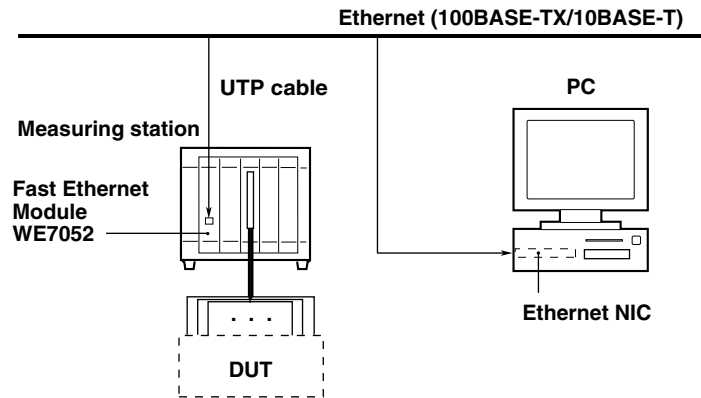 Ethernet (100BASE-TX/10BASE-T)
UTP cable
PC
Measuring station
Fast Ethernet
Module
WE7052
Ethernet NIC
. . .
DUT